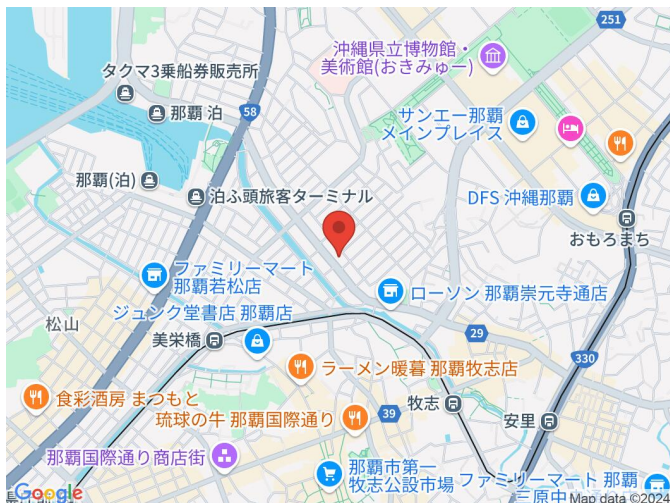 251
沖縄県立博物館・
美術館(おきみゅー)
タクマ3乗船券販売所
那覇 泊
58
サンエー那覇
メインプレイス
那覇(泊)
泊ふ頭旅客ターミナル
DFS 沖縄那覇
おもろまち
ファミリーマート
那覇若松店
ローソン 那覇崇元寺通店
ジュンク堂書店 那覇店
松山
美栄橋
29
330
ラーメン暖暮 那覇牧志店
食彩酒房 まつもと
牧志
琉球の牛 那覇国際通り
39
安里
那覇国際通り商店街
那覇市第一
牧志公設市場
ファミリーマート 那覇
三原中
Google
Map data ©2024